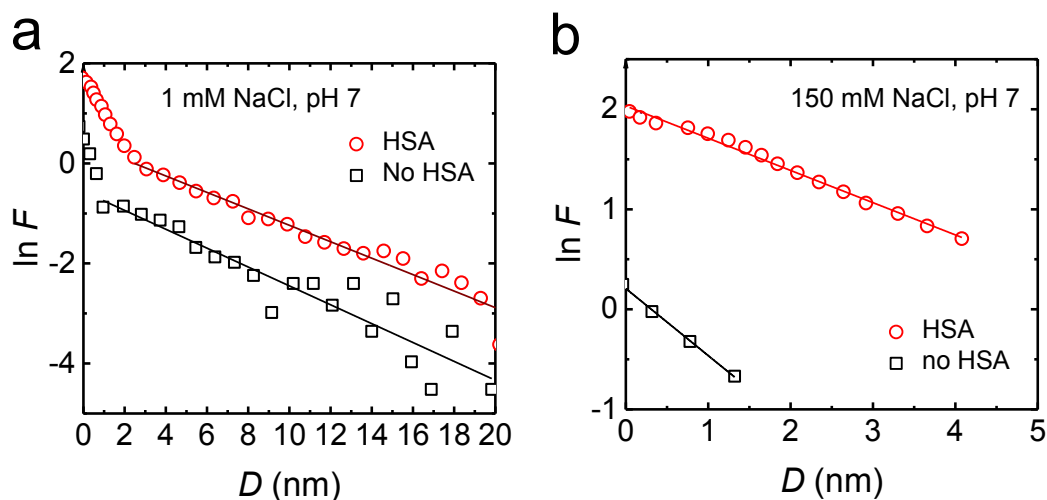 a
1 mM NaCl, pH 7
HSA
No HSA
ln F
2
0
-2
-4
0 2 4 6 8 10 12 14 16 18 20
D (nm)
b
150 mM NaCl, pH 7
HSA
no HSA
ln F
2
1
0
-1
0 1 2 3 4 5
D (nm)